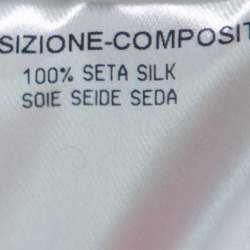 SIZIONE-COMPOSIT
100% SETA SILK
SOIE SEIDE SEDA